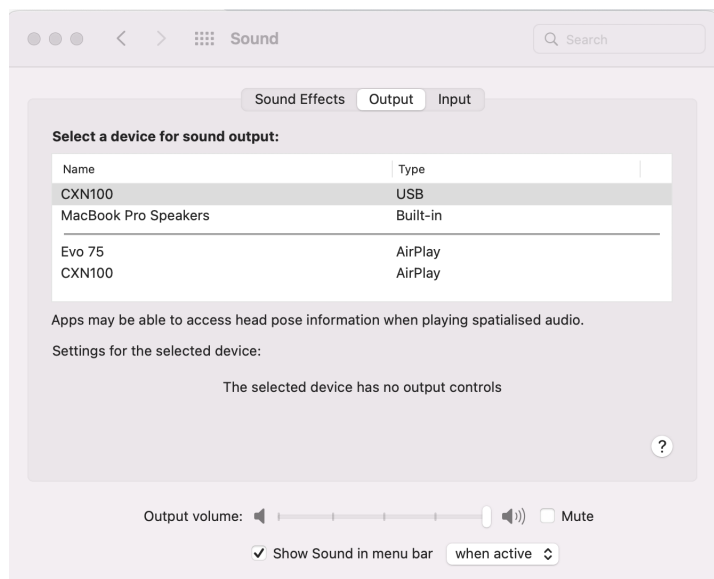 Sound
Search
Sound Effects Output Input
Select a device for sound output:
Name Type
CXN100 USB
MacBook Pro Speakers Built-in
Evo 75 AirPlay
CXN100 AirPlay
Apps may be able to access head pose information when playing spatialised audio.
Settings for the selected device:
The selected device has no output controls
?
Output volume: Mute
Show Sound in menu bar when active